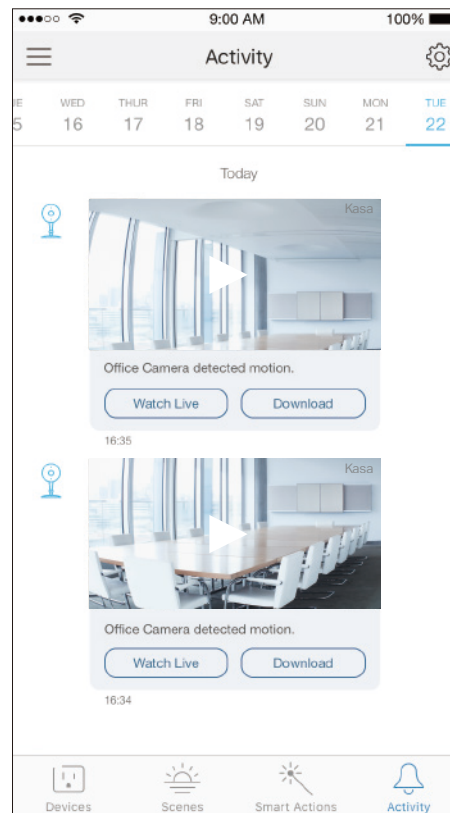 9:00 AM 100%
Activity
WED THUR FRI SAT SUN MON TUE
5 16 17 18 19 20 21 22
Today
Kasa
Office Camera detected motion.
Watch Live Download
16:35
Kasa
Office Camera detected motion.
Watch Live Download
16:34
Devices Scenes Smart Actions Activity